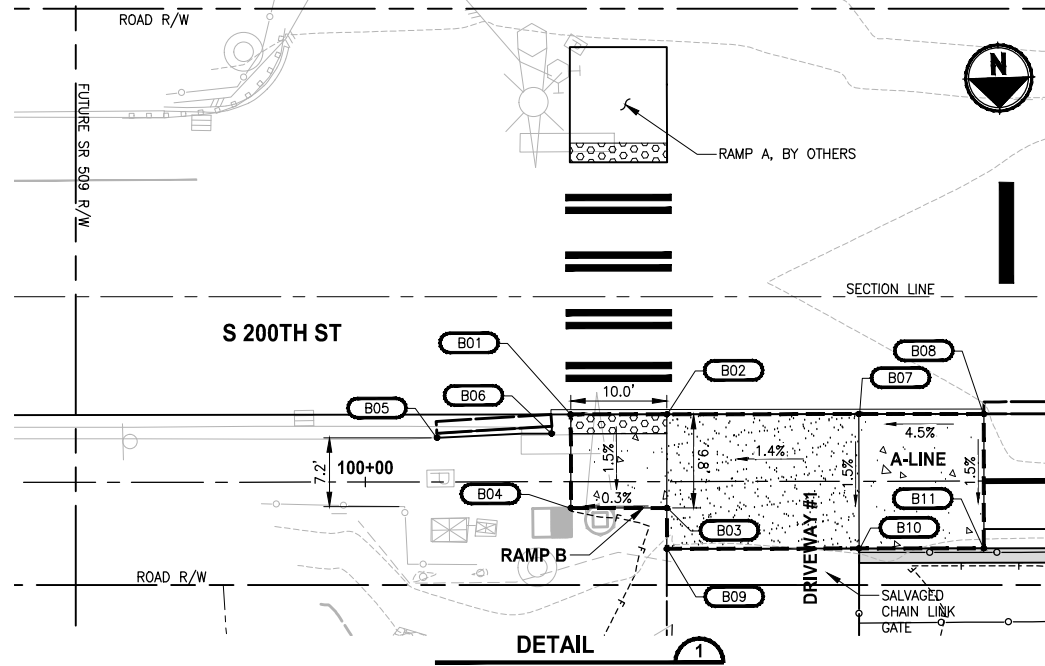 ROAD R/W
FUTURE SR 509 R/W
N
RAMP A, BY OTHERS
SECTION LINE
S 200TH ST
B01
B02
B08
B07
B06
B05
10.0'
4.5%
A-LINE
1.4%
1.5%
9.8'
1.5%
1.5%
7.2'
100+00
B04
0.3%
B03
B11
B10
RAMP B
DRIVEWAY #1
ROAD R/W
B09
SALVAGED
CHAIN LINK
GATE
DETAIL
1